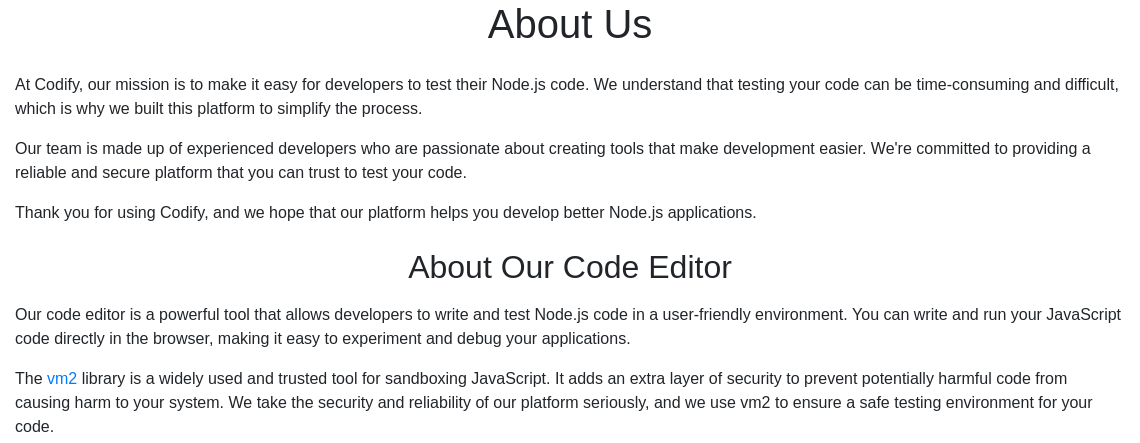 About Us
At Codify, our mission is to make it easy for developers to test their Node.js code. We understand that testing your code can be time-consuming and difficult,
which is why we built this platform to simplify the process.
Our team is made up of experienced developers who are passionate about creating tools that make development easier. We're committed to providing a
reliable and secure platform that you can trust to test your code.
Thank you for using Codify, and we hope that our platform helps you develop better Node.js applications.
About Our Code Editor
Our code editor is a powerful tool that allows developers to write and test Node.js code in a user-friendly environment. You can write and run your JavaScript
code directly in the browser, making it easy to experiment and debug your applications.
The vm2 library is a widely used and trusted tool for sandboxing JavaScript. It adds an extra layer of security to prevent potentially harmful code from
causing harm to your system. We take the security and reliability of our platform seriously, and we use vm2 to ensure a safe testing environment for your
code.